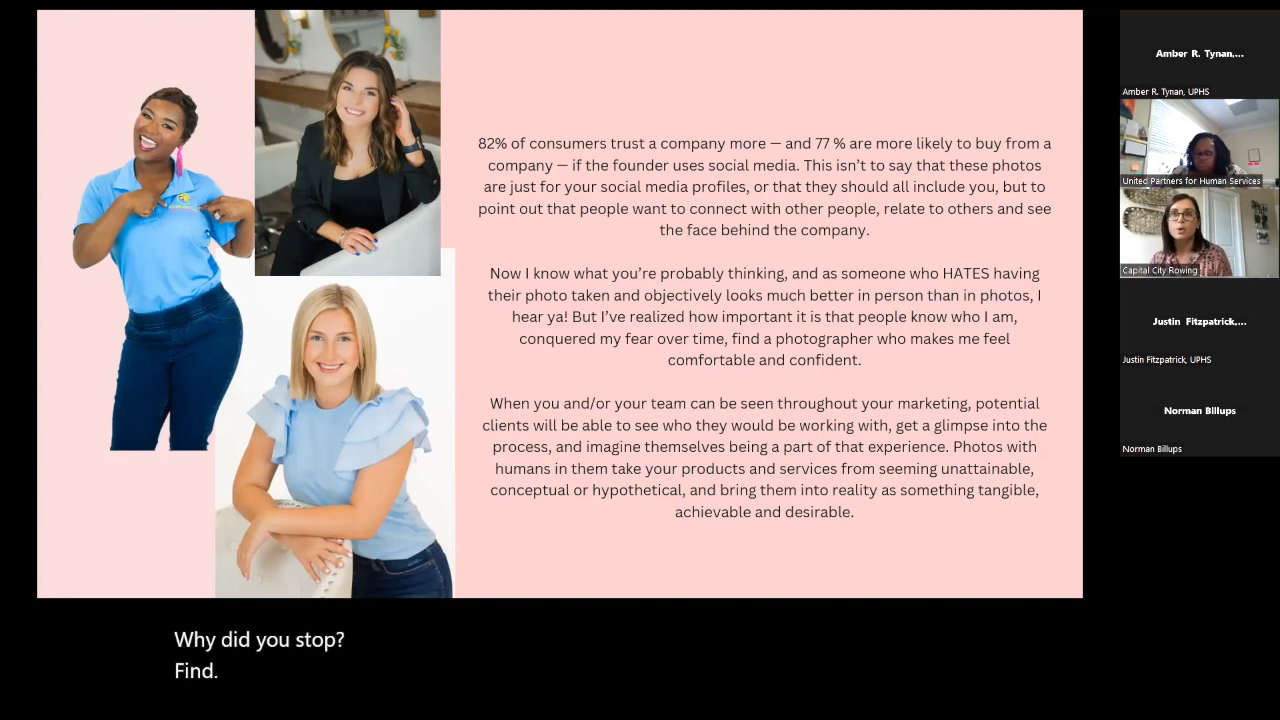 82% of consumers trust a company more — and 77 % are more likely to buy from a
company — if the founder uses social media. This isn’t to say that these photos
are just for your social media profiles, or that they should all include you, but to
point out that people want to connect with other people, relate to others and see
the face behind the company.
Now I know what you’re probably thinking, and as someone who HATES having
their photo taken and objectively looks much better in person than in photos, I
hear ya! But I’ve realized how important it is that people know who I am,
conquered my fear over time, find a photographer who makes me feel
comfortable and confident.
When you and/or your team can be seen throughout your marketing, potential
clients will be able to see who they would be working with, get a glimpse into the
process, and imagine themselves being a part of that experience. Photos with
humans in them take your products and services from seeming unattainable,
conceptual or hypothetical, and bring them into reality as something tangible,
achievable and desirable.
Amber R. Tynan,...
Amber R. Tynan, UPHS
United Partners for Human Services
Capital City Rowing
Justin Fitzpatrick,...
Justin Fitzpatrick, UPHS
Norman Billups
Norman Billups
Why did you stop?
Find.